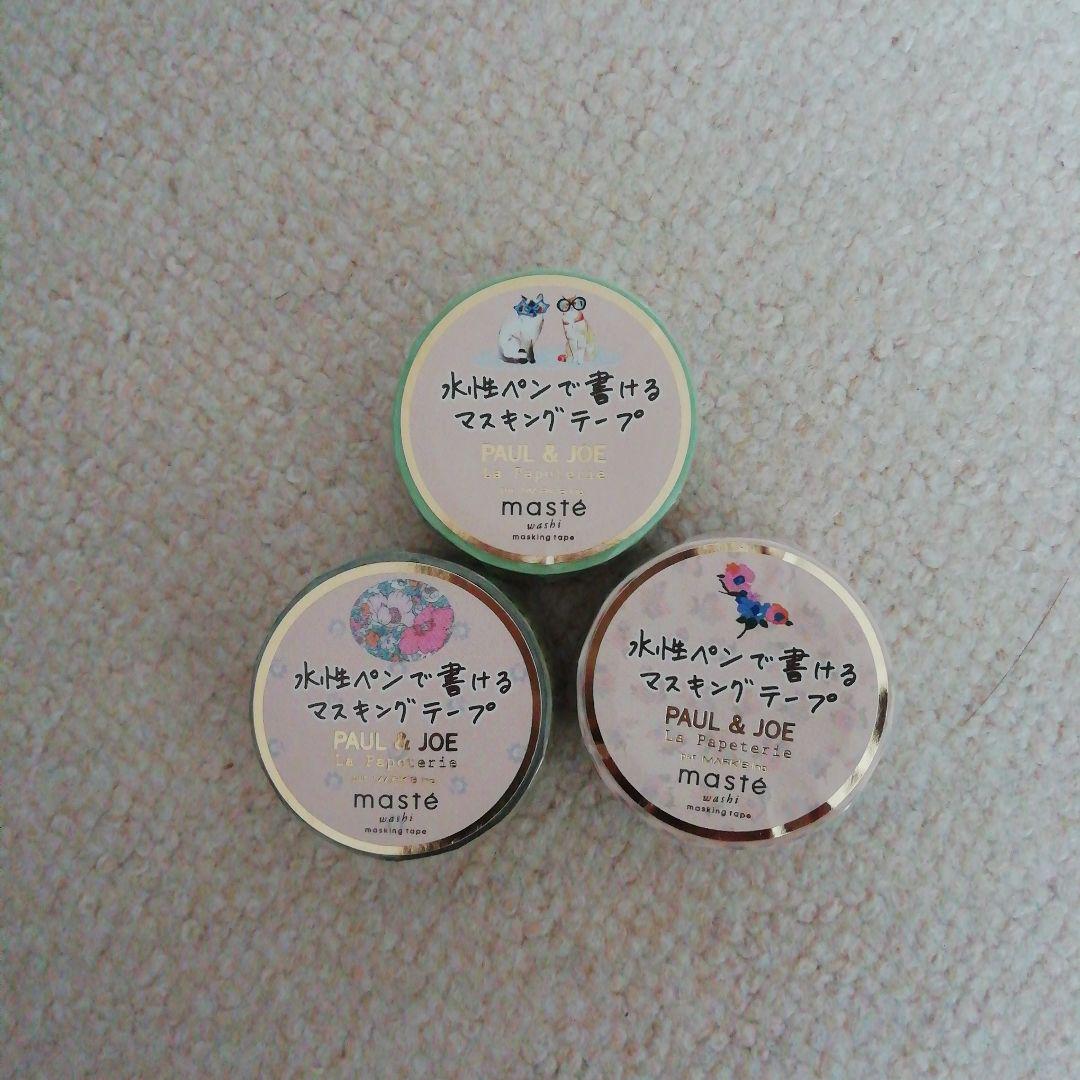 水性ペンで書ける
マスキングテープ
PAUL & JOE
La Papeterie
masté
washi
masking tape
水性ペンで書ける
マスキングテープ
PAUL & JOE
La Papeterie
par MARK'S Inc.
masté
washi
masking tape
水性ペンで書ける
マスキングテープ
PAUL & JOE
La Papeterie
par MARK'S Inc.
masté
washi
masking tape